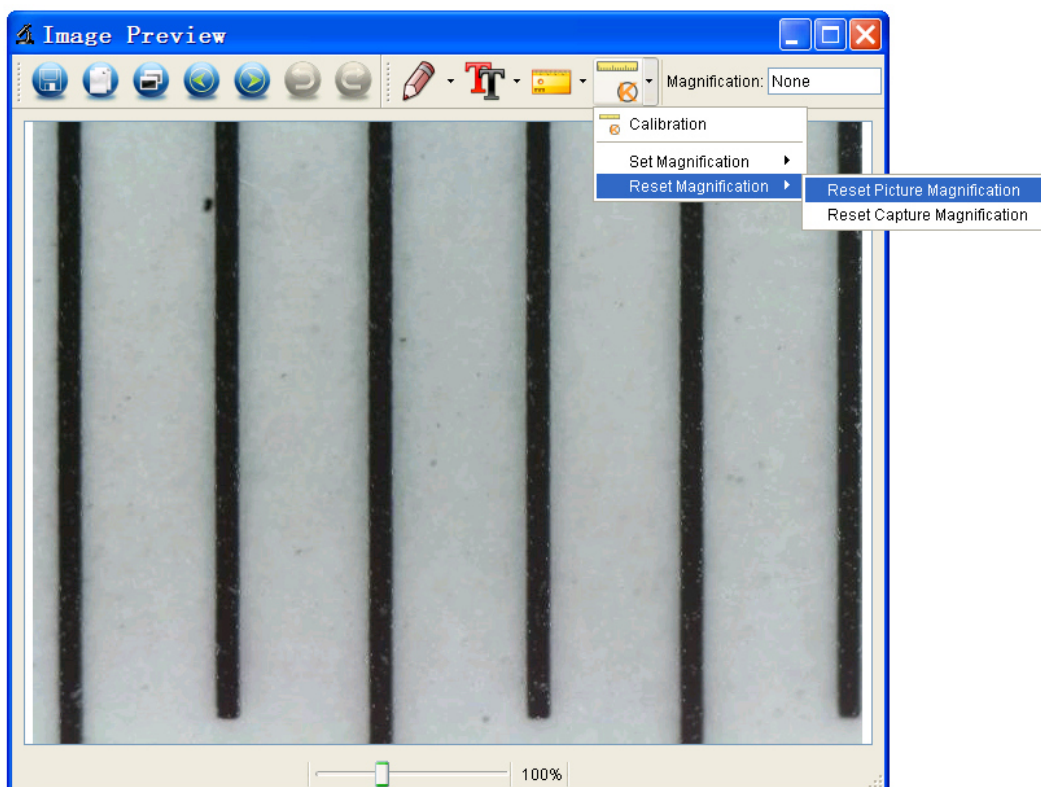 Image Preview
Magnification: None
Calibration
Set Magnification
Reset Magnification
Reset Picture Magnification
Reset Capture Magnification
100%